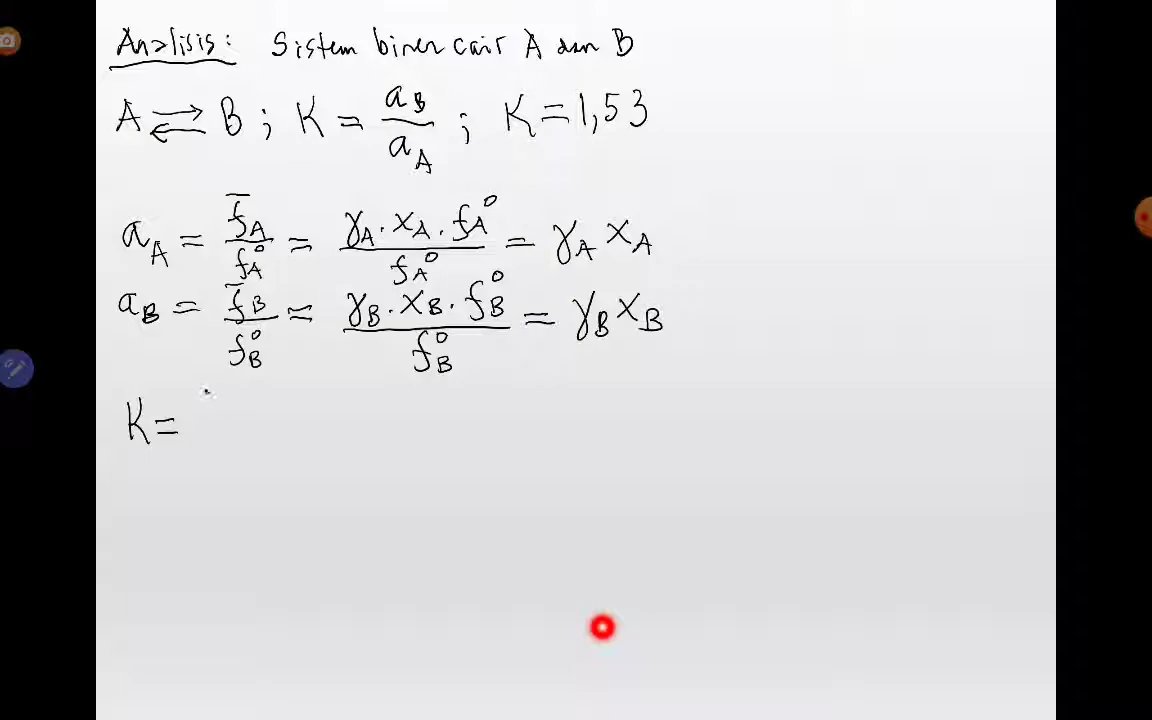 Analisis: Sistem biner cair A dan B
A ⇄ B ; K = a_B / a_A ; K = 1,53
a_A = f̄_A / f_A° = γ_A · x_A · f_A° / f_A° = γ_A x_A
a_B = f̄_B / f_B° = γ_B · x_B · f_B° / f_B° = γ_B x_B
K =